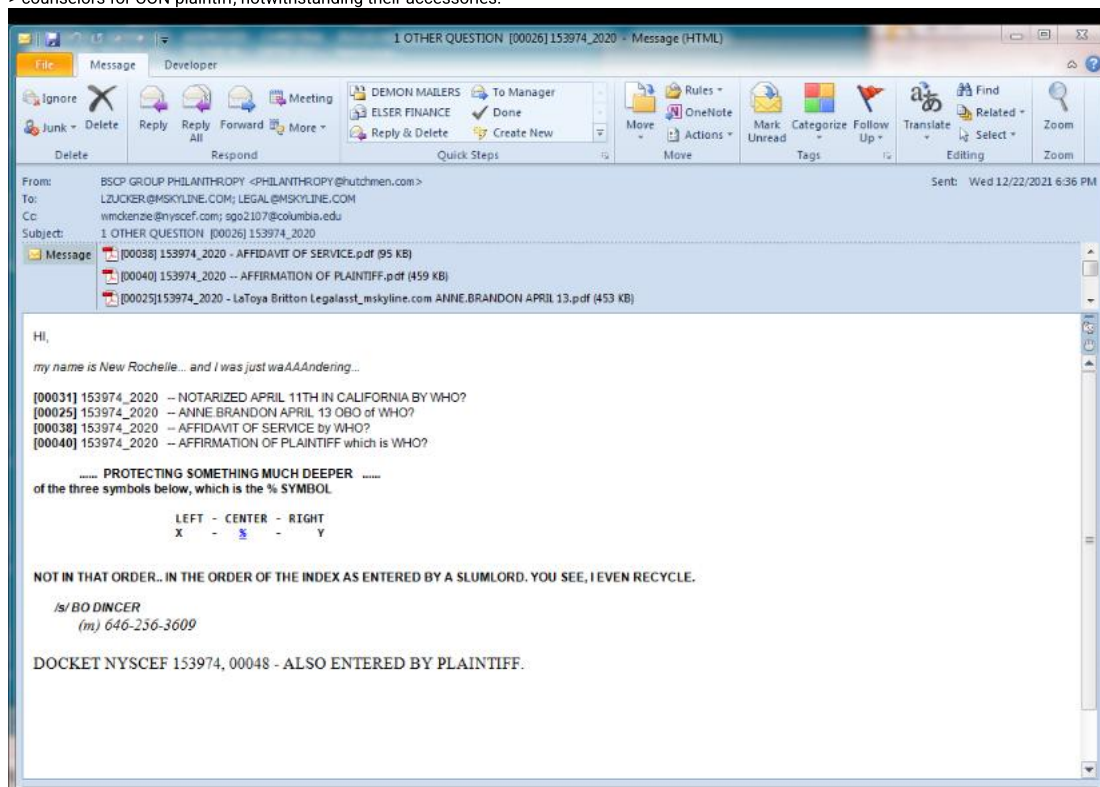 > counselors for SON plaintiff, notwithstanding their accessories.
1 OTHER QUESTION [00026] 153974_2020 - Message (HTML)
File Message Developer
Ignore
Junk
Delete
Reply
Reply All
Forward
Meeting
More
DEMON MAILERS
ELSER FINANCE
Reply & Delete
To Manager
Done
Create New
Move
Rules
OneNote
Actions
Mark Unread
Categorize
Follow Up
Translate
Find
Related
Select
Zoom
Delete Respond Quick Steps Move Tags Editing Zoom
From: BSCP GROUP PHILANTHROPY <PHILANTHROPY@hutchmen.com> Sent: Wed 12/22/2021 6:36 PM
To: LZUCKER@MSKYLINE.COM; LEGAL@MSKYLINE.COM
Cc: wmckenzie@nyscef.com; sgo2107@columbia.edu
Subject: 1 OTHER QUESTION [00026] 153974_2020
Message [00038] 153974_2020 - AFFIDAVIT OF SERVICE.pdf (95 KB)
[00040] 153974_2020 -- AFFIRMATION OF PLAINTIFF.pdf (459 KB)
[00025]153974_2020 - LaToya Britton Legalasst_mskyline.com ANNE.BRANDON APRIL 13.pdf (453 KB)
HI,
my name is New Rochelle... and I was just waAAAndering...
[00031] 153974_2020 -- NOTARIZED APRIL 11TH IN CALIFORNIA BY WHO?
[00025] 153974_2020 -- ANNE.BRANDON APRIL 13 OBO of WHO?
[00038] 153974_2020 -- AFFIDAVIT OF SERVICE by WHO?
[00040] 153974_2020 -- AFFIRMATION OF PLAINTIFF which is WHO?
...... PROTECTING SOMETHING MUCH DEEPER ......
of the three symbols below, which is the % SYMBOL
LEFT - CENTER - RIGHT
X - % - Y
NOT IN THAT ORDER.. IN THE ORDER OF THE INDEX AS ENTERED BY A SLUMLORD. YOU SEE, I EVEN RECYCLE.
/s/ BO DINCER
(m) 646-256-3609
DOCKET NYSCEF 153974, 00048 - ALSO ENTERED BY PLAINTIFF.